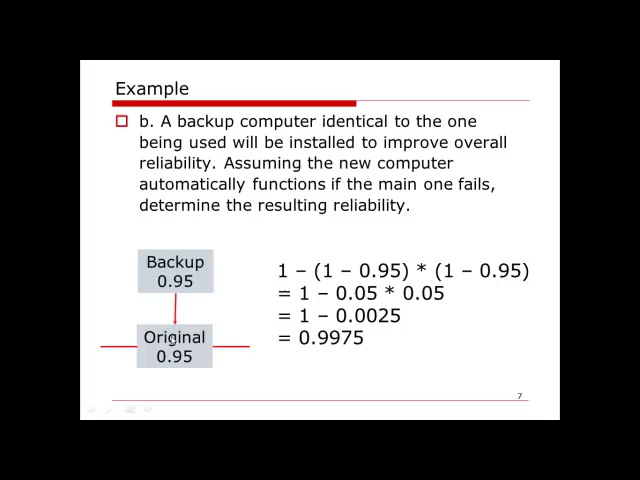 Example
b. A backup computer identical to the one
being used will be installed to improve overall
reliability. Assuming the new computer
automatically functions if the main one fails,
determine the resulting reliability.
Backup
0.95
Original
0.95
1 – (1 – 0.95) * (1 – 0.95)
= 1 – 0.05 * 0.05
= 1 – 0.0025
= 0.9975
7